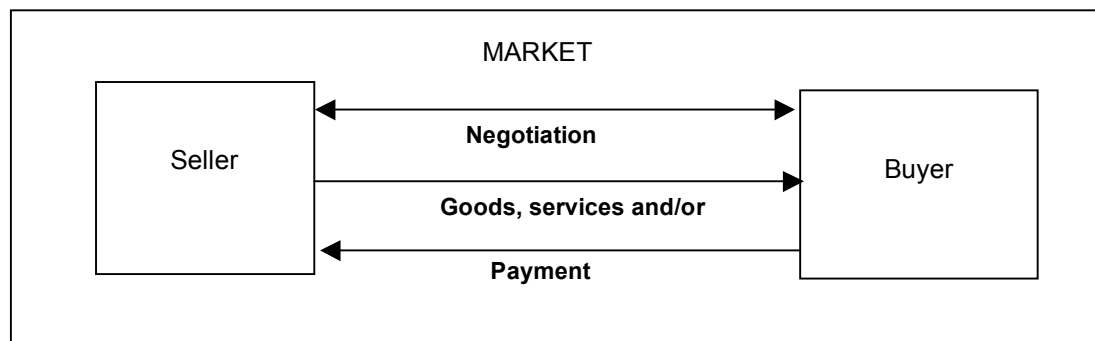 MARKET
Negotiation
Seller
Buyer
Goods, services and/or
Payment